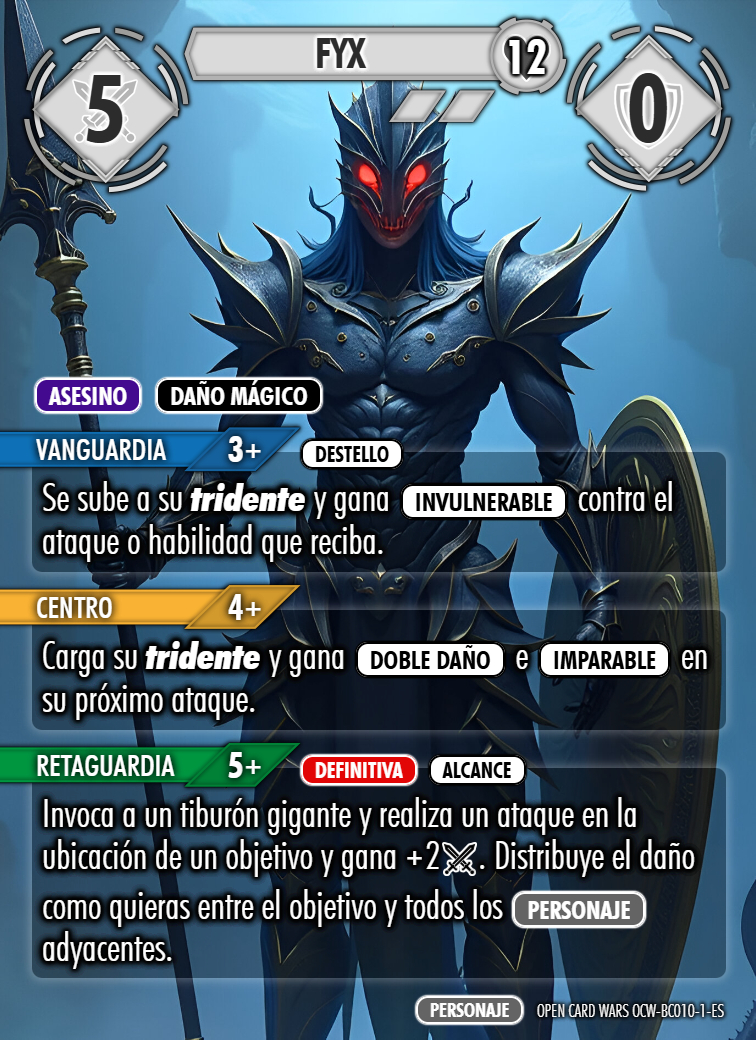 5
FYX
12
0
ASESINO DAÑO MÁGICO
VANGUARDIA 3+ DESTELLO
Se sube a su tridente y gana INVULNERABLE contra el
ataque o habilidad que reciba.
CENTRO 4+
Carga su tridente y gana DOBLE DAÑO e IMPARABLE en
su próximo ataque.
RETAGUARDIA 5+ DEFINITIVA ALCANCE
Invoca a un tiburón gigante y realiza un ataque en la
ubicación de un objetivo y gana +2. Distribuye el daño
como quieras entre el objetivo y todos los PERSONAJE
adyacentes.
PERSONAJE OPEN CARD WARS OCW-BC010-1-ES